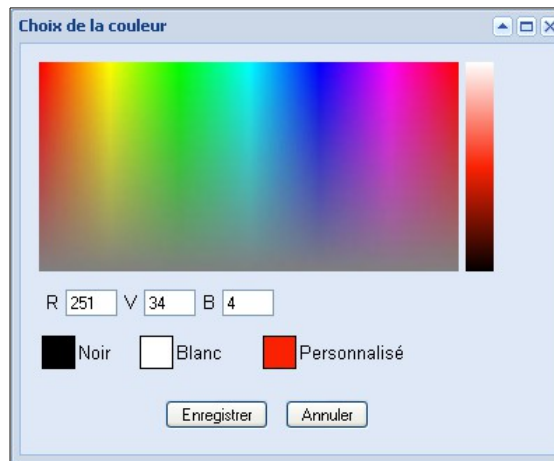 Choix de la couleur
R 251 V 34 B 4
Noir Blanc Personnalisé
Enregistrer Annuler